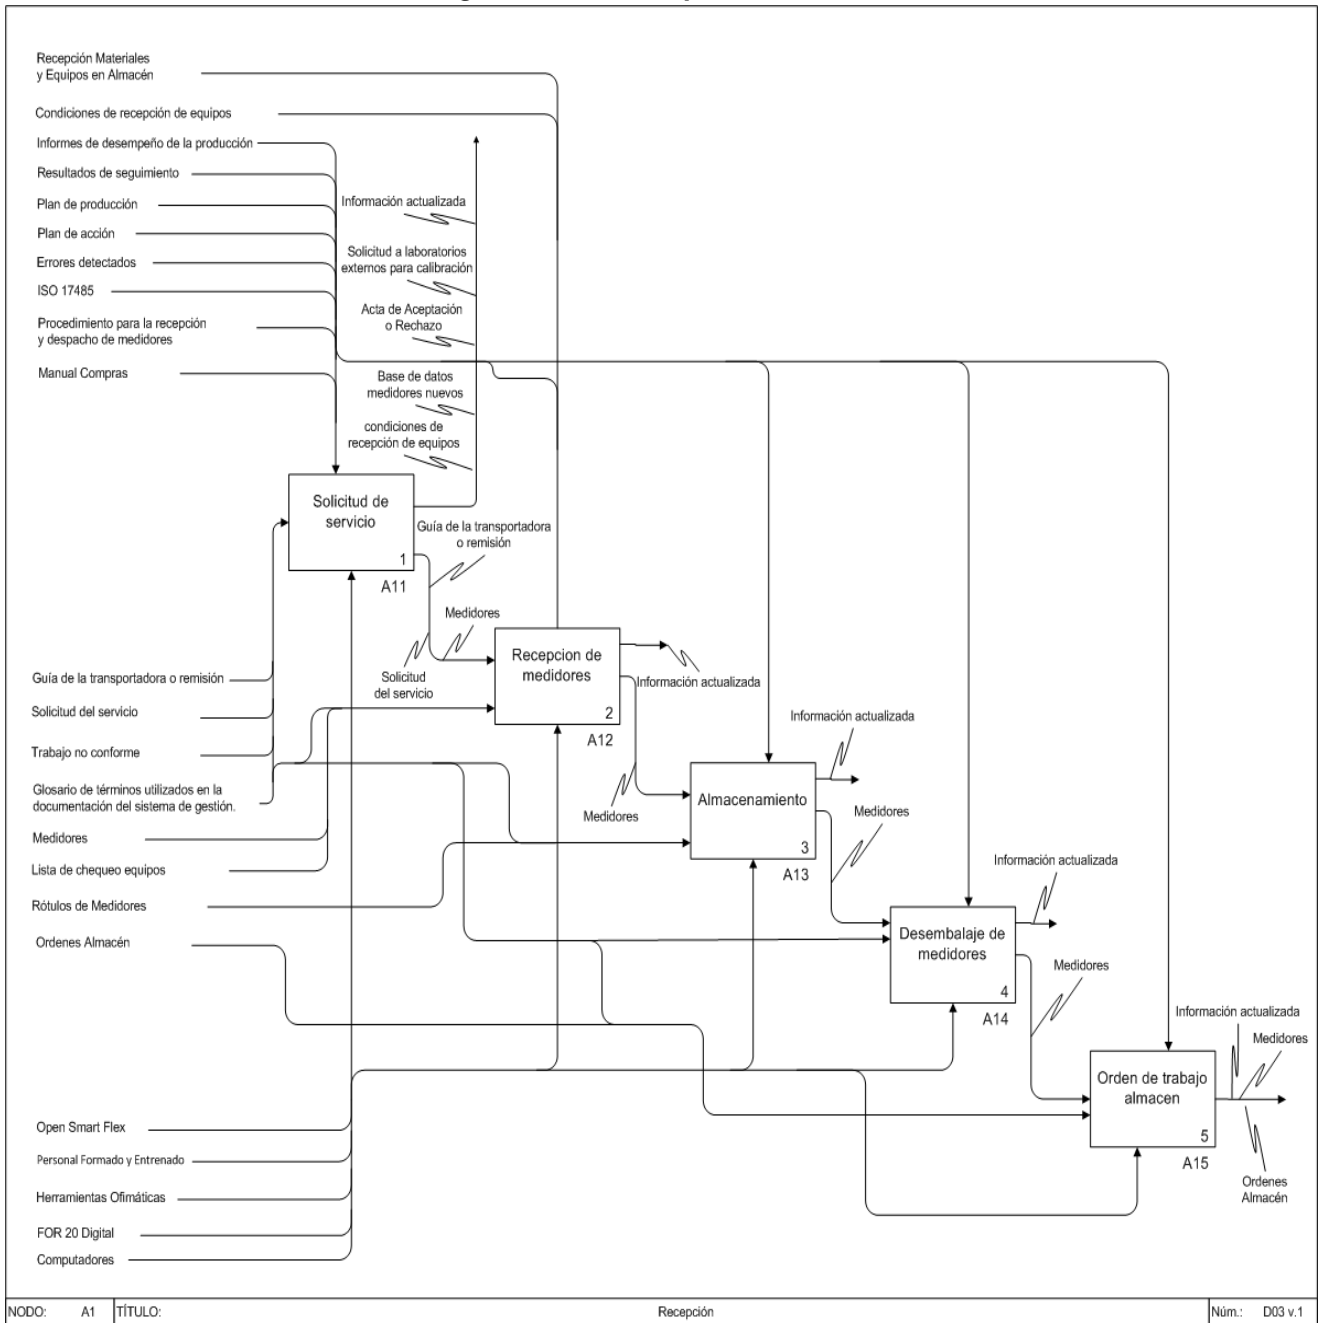 Recepción Materiales
y Equipos en Almacén
Condiciones de recepción de equipos
Informes de desempeño de la producción
Resultados de seguimiento
Plan de producción
Plan de acción
Errores detectados
ISO 17485
Procedimiento para la recepción
y despacho de medidores
Manual Compras
Información actualizada
Solicitud a laboratorios
externos para calibración
Acta de Aceptación
o Rechazo
Base de datos
medidores nuevos
condiciones de
recepción de equipos
Solicitud de
servicio
1
A11
Guía de la transportadora
o remisión
Medidores
Solicitud
del servicio
Recepcion de
medidores
2
A12
Información actualizada
Medidores
Guía de la transportadora o remisión
Solicitud del servicio
Trabajo no conforme
Glosario de términos utilizados en la
documentación del sistema de gestión.
Medidores
Lista de chequeo equipos
Rótulos de Medidores
Ordenes Almacén
Información actualizada
Almacenamiento
3
A13
Medidores
Información actualizada
Desembalaje de
medidores
4
A14
Medidores
Información actualizada
Medidores
Orden de trabajo
almacen
5
A15
Ordenes
Almacén
Open Smart Flex
Personal Formado y Entrenado
Herramientas Ofimáticas
FOR 20 Digital
Computadores
NODO: A1 TÍTULO: Recepción Núm.: D03 v.1